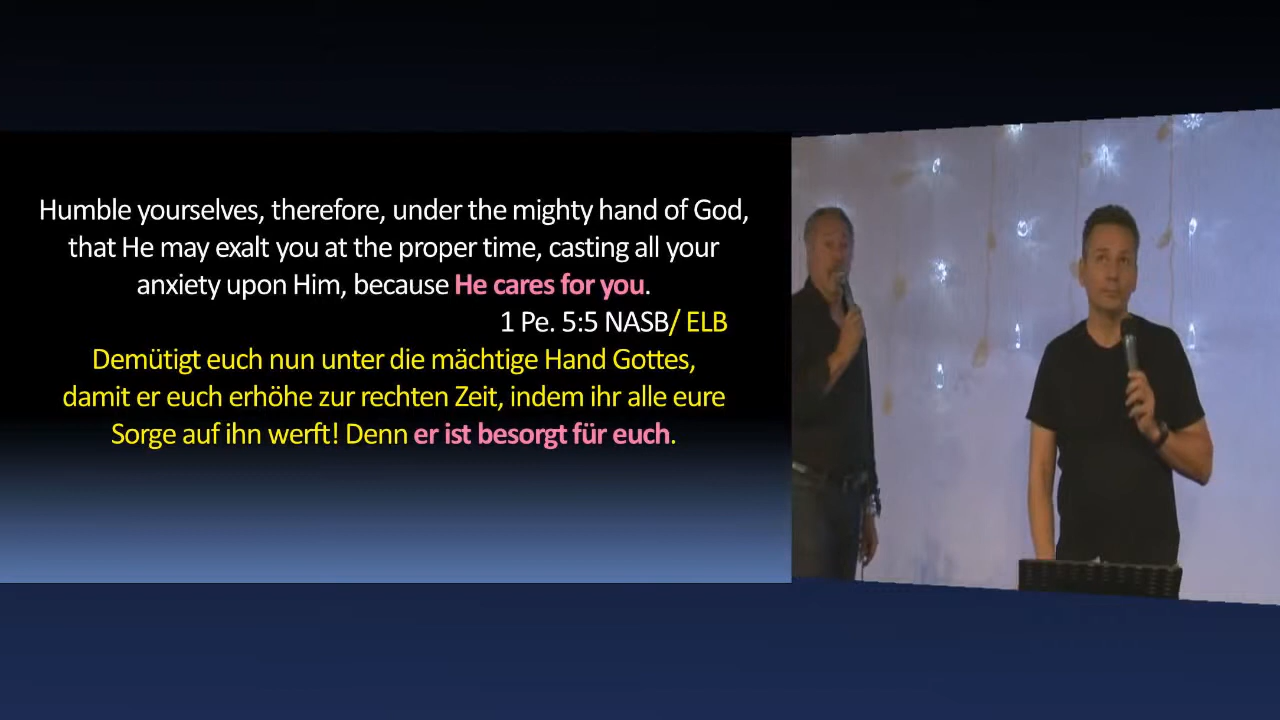 Humble yourselves, therefore, under the mighty hand of God,
that He may exalt you at the proper time, casting all your
anxiety upon Him, because He cares for you.
1 Pe. 5:5 NASB/ ELB
Demütigt euch nun unter die mächtige Hand Gottes,
damit er euch erhöhe zur rechten Zeit, indem ihr alle eure
Sorge auf ihn werft! Denn er ist besorgt für euch.